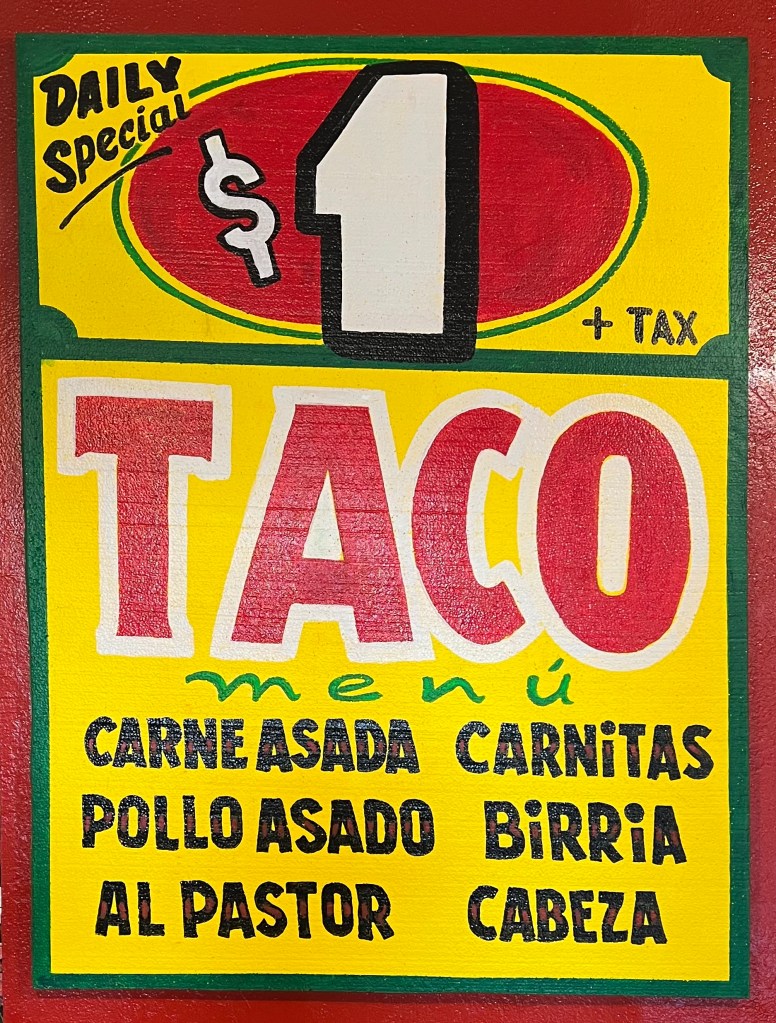 DAILY
Special
$1
+ TAX
TACO
menú
CARNE ASADA CARNiTAS
POLLO ASADO BiRRiA
AL PASTOR CABEZA